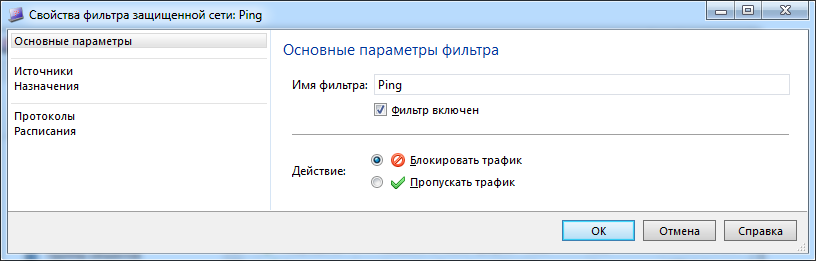 Свойства фильтра защищенной сети: Ping
Основные параметры
Источники
Назначения
Протоколы
Расписания
Основные параметры фильтра
Имя фильтра: Ping
Фильтр включен
Действие:
Блокировать трафик
Пропускать трафик
ОК
Отмена
Справка